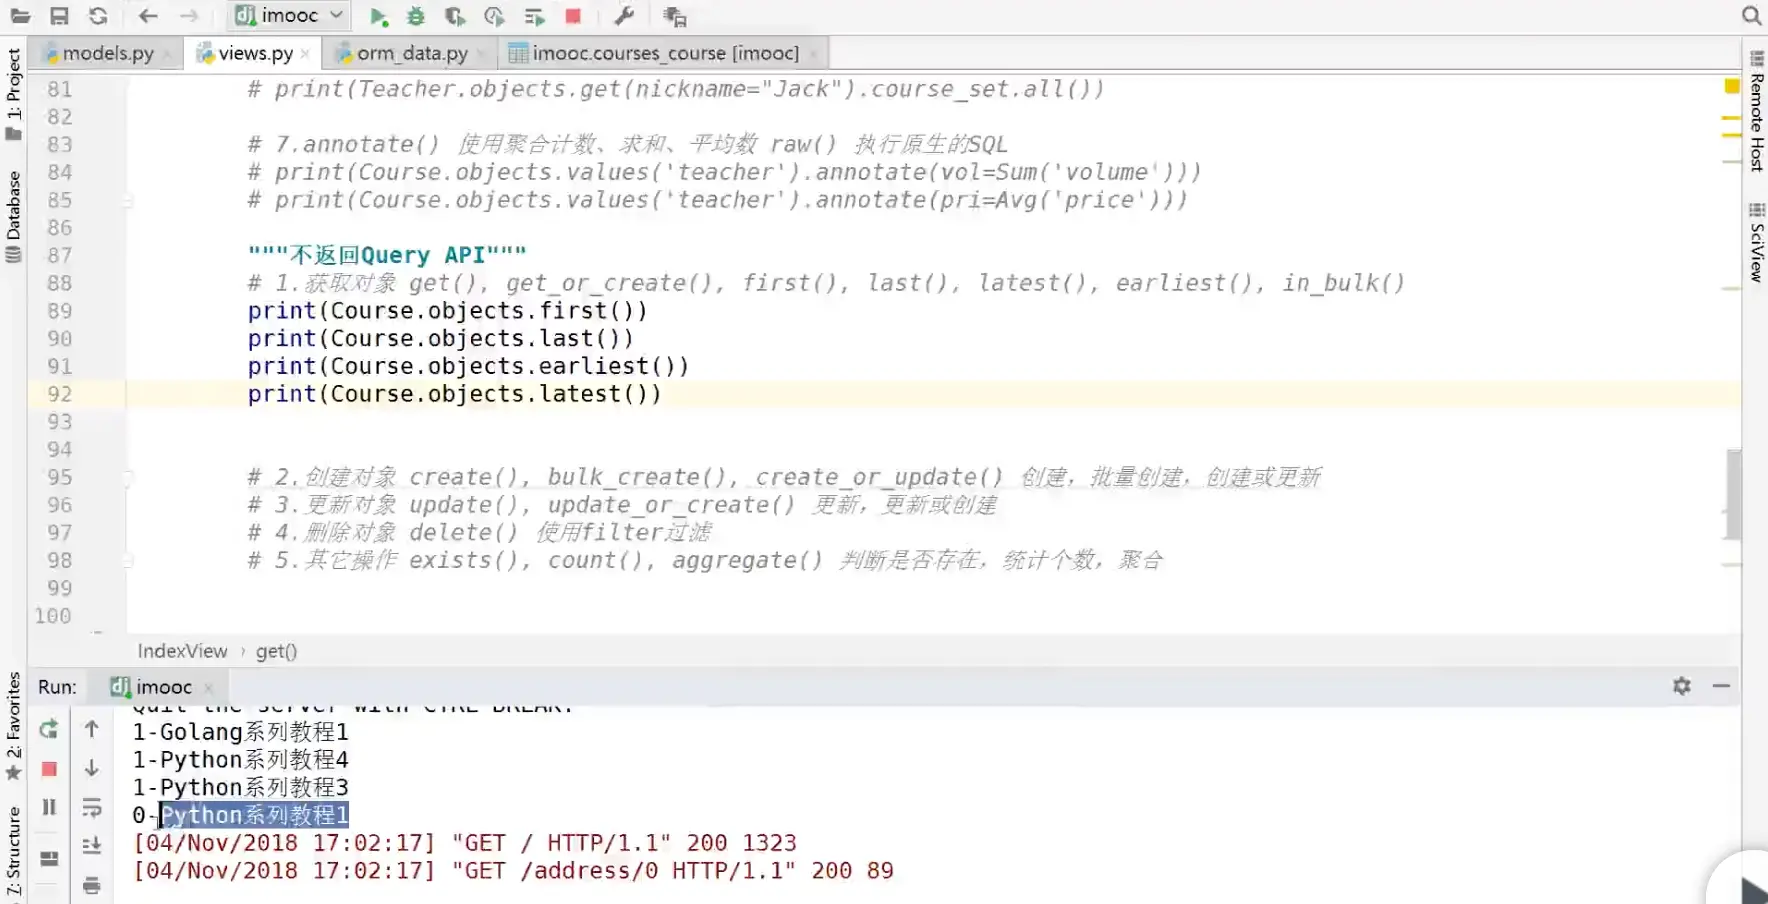 imooc
models.py
views.py
orm_data.py
imooc.courses_course [imooc]
1: Project
Database
2: Favorites
7: Structure
Remote Host
SciView
81 # print(Teacher.objects.get(nickname="Jack").course_set.all())
82
83 # 7.annotate() 使用聚合计数、求和、平均数 raw() 执行原生的SQL
84 # print(Course.objects.values('teacher').annotate(vol=Sum('volume')))
85 # print(Course.objects.values('teacher').annotate(pri=Avg('price')))
86
87 """不返回Query API"""
88 # 1.获取对象 get(), get_or_create(), first(), last(), latest(), earliest(), in_bulk()
89 print(Course.objects.first())
90 print(Course.objects.last())
91 print(Course.objects.earliest())
92 print(Course.objects.latest())
93
94
95 # 2.创建对象 create(), bulk_create(), create_or_update() 创建，批量创建，创建或更新
96 # 3.更新对象 update(), update_or_create() 更新，更新或创建
97 # 4.删除对象 delete() 使用filter过滤
98 # 5.其它操作 exists(), count(), aggregate() 判断是否存在，统计个数，聚合
99
100
IndexView › get()
Run: imooc
Quit the server with CTRL-BREAK.
1-Golang系列教程1
1-Python系列教程4
1-Python系列教程3
0-Python系列教程1
[04/Nov/2018 17:02:17] "GET / HTTP/1.1" 200 1323
[04/Nov/2018 17:02:17] "GET /address/0 HTTP/1.1" 200 89